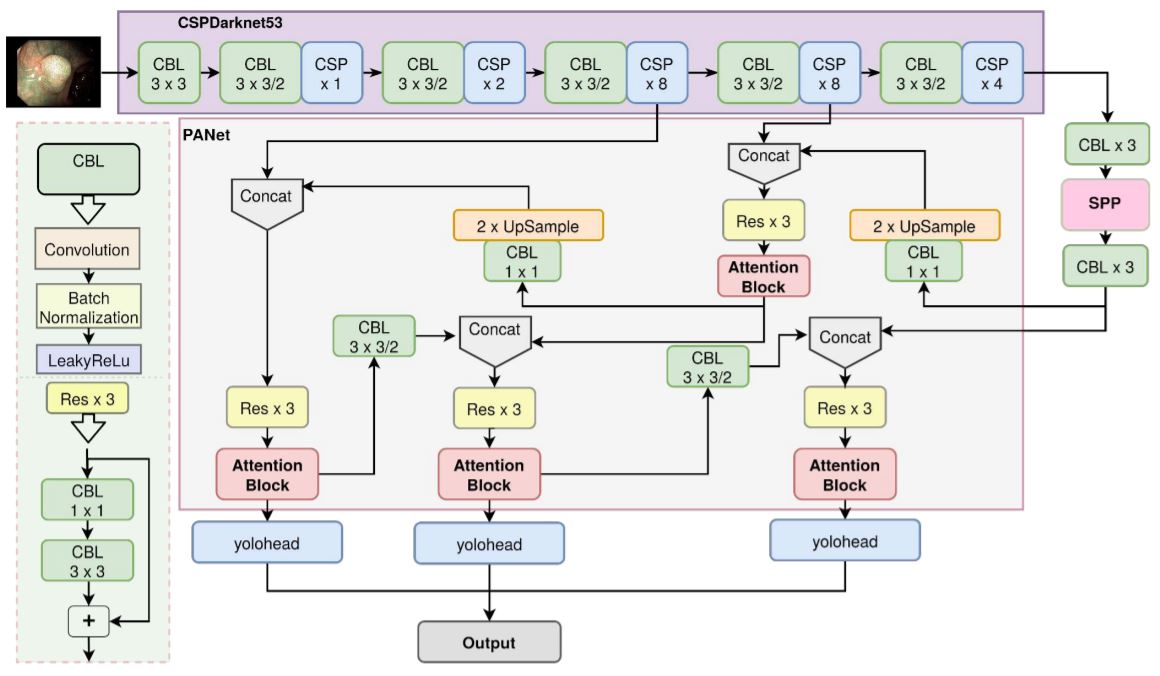 CSPDarknet53
CBL
3 x 3
CBL
3 x 3/2
CSP
x 1
CBL
3 x 3/2
CSP
x 2
CBL
3 x 3/2
CSP
x 8
CBL
3 x 3/2
CSP
x 8
CBL
3 x 3/2
CSP
x 4
CBL x 3
SPP
CBL x 3
PANet
Concat
2 x UpSample
CBL
1 x 1
Concat
Res x 3
Attention
Block
2 x UpSample
CBL
1 x 1
CBL
3 x 3/2
Concat
CBL
3 x 3/2
Concat
Res x 3
Attention
Block
Res x 3
Attention
Block
Res x 3
Attention
Block
yolohead
yolohead
yolohead
Output
CBL
Convolution
Batch
Normalization
LeakyReLu
Res x 3
CBL
1 x 1
CBL
3 x 3
+